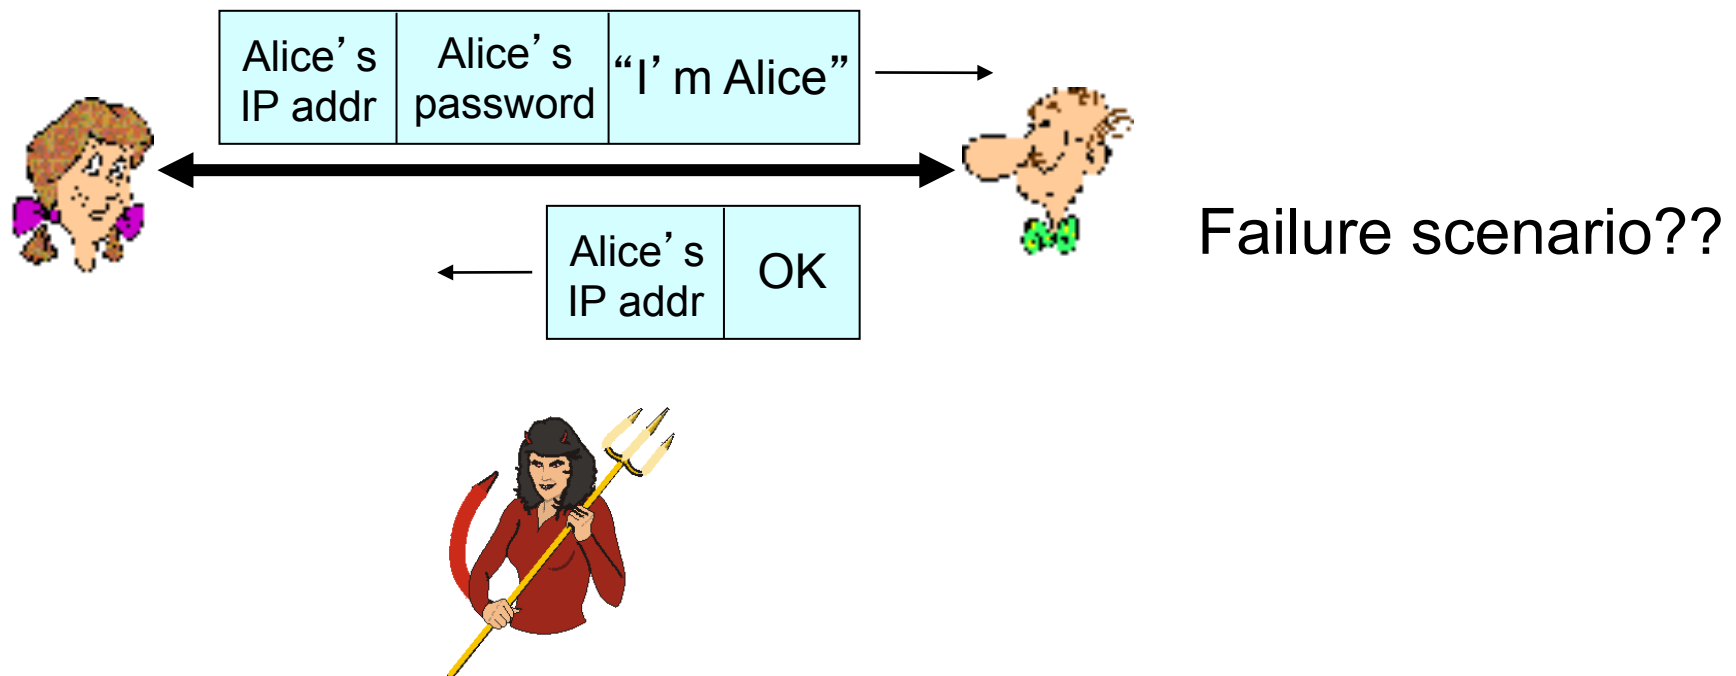 Alice’s
IP addr
Alice’s
password
“I’m Alice”
Failure scenario??
Alice’s
IP addr
OK